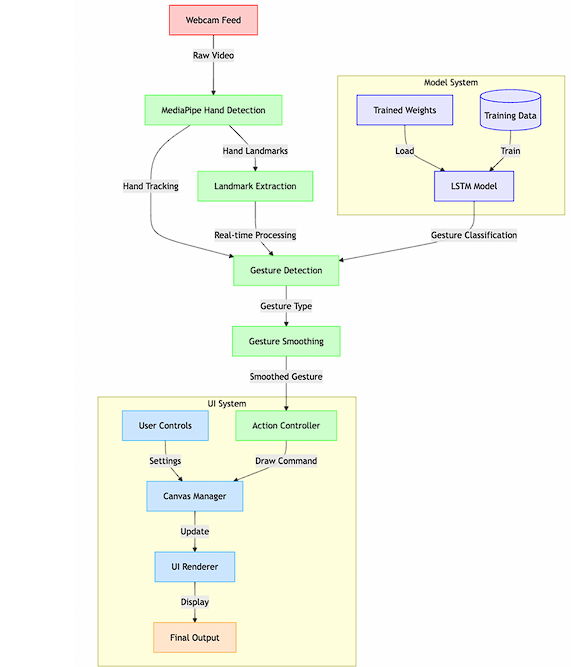 Webcam Feed
Raw Video
Model System
MediaPipe Hand Detection
Trained Weights
Training Data
Hand Landmarks
Load
Train
Hand Tracking
Landmark Extraction
LSTM Model
Real-time Processing
Gesture Classification
Gesture Detection
Gesture Type
Gesture Smoothing
Smoothed Gesture
UI System
User Controls
Action Controller
Settings
Draw Command
Canvas Manager
Update
UI Renderer
Display
Final Output